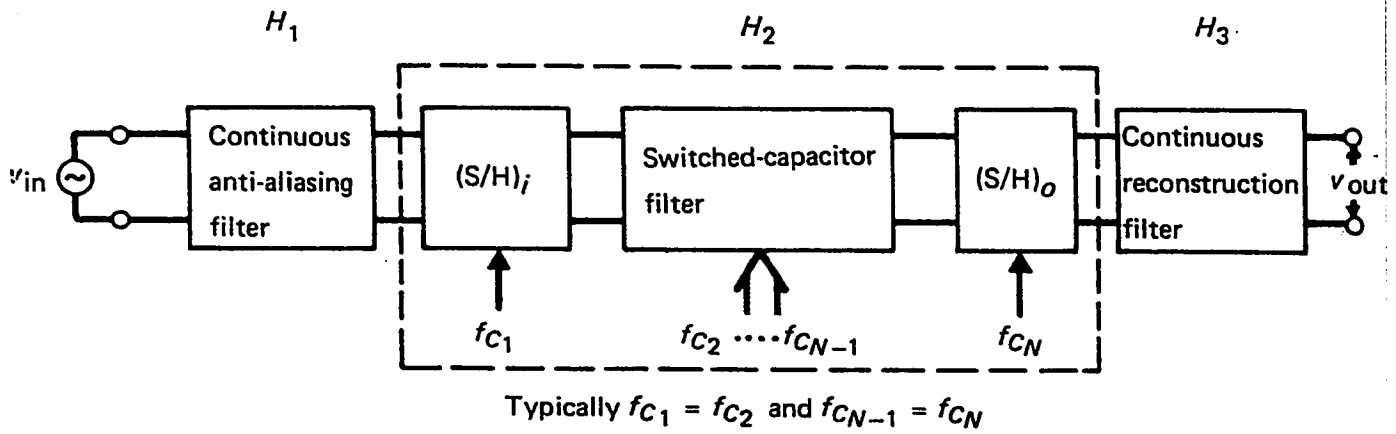 H1 H2 H3
vin
Continuous
anti-aliasing
filter
(S/H)i
Switched-capacitor
filter
(S/H)o
Continuous
reconstruction
filter
vout
fC1
fC2 ····· fCN−1
fCN
Typically fC1 = fC2 and fCN−1 = fCN